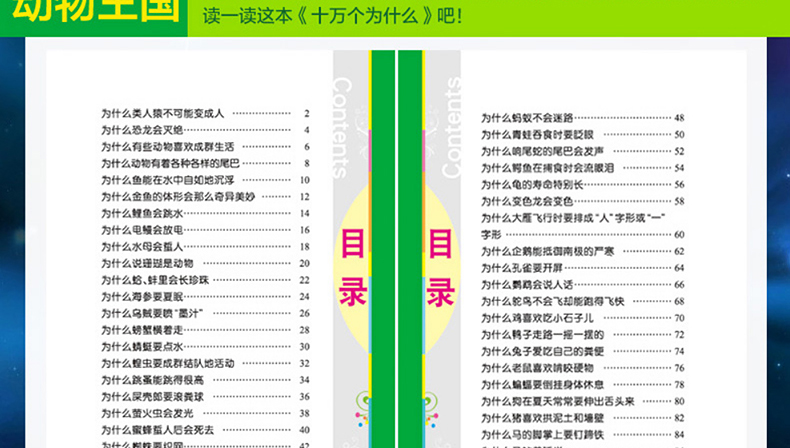 动物王国
读一读这本《十万个为什么》吧!
Contents
目录
为什么类人猿不可能变成人 2
为什么恐龙会灭绝 4
为什么有些动物喜欢成群生活 6
为什么动物有着各种各样的尾巴 8
为什么鱼能在水中自如地沉浮 10
为什么金鱼的体形会那么奇异美妙 12
为什么鲤鱼会跳水 14
为什么电鳗会放电 16
为什么水母会蜇人 18
为什么说珊瑚是动物 20
为什么蛤、蚌里会长珍珠 22
为什么海参要夏眠 24
为什么乌贼要喷“墨汁” 26
为什么螃蟹横着走 28
为什么蜻蜓要点水 30
为什么蝗虫要成群结队地活动 32
为什么跳蚤能跳得很高 34
为什么屎壳郎要滚粪球 36
为什么萤火虫会发光 38
为什么蜜蜂蜇人后会死去 40
为什么蜘蛛要织网 42
Contents
目录
为什么蚂蚁不会迷路 48
为什么青蛙吞食时要眨眼 50
为什么响尾蛇的尾巴会发声 52
为什么鳄鱼在捕食时会流眼泪 54
为什么龟的寿命特别长 56
为什么变色龙会变色 58
为什么大雁飞行时要排成“人”字形或“一”
字形 60
为什么企鹅能抵御南极的严寒 62
为什么孔雀要开屏 64
为什么鹦鹉会说人话 66
为什么鸵鸟不会飞却能跑得飞快 68
为什么鸡喜欢吃小石子儿 70
为什么鸭子走路一摇一摆的 72
为什么兔子爱吃自己的粪便 74
为什么老鼠喜欢啃咬硬物 76
为什么蝙蝠要倒挂身体休息 78
为什么狗在夏天常常要伸出舌头来 80
为什么猪喜欢拱泥土和墙壁 82
为什么马的脚掌上要钉蹄铁 84